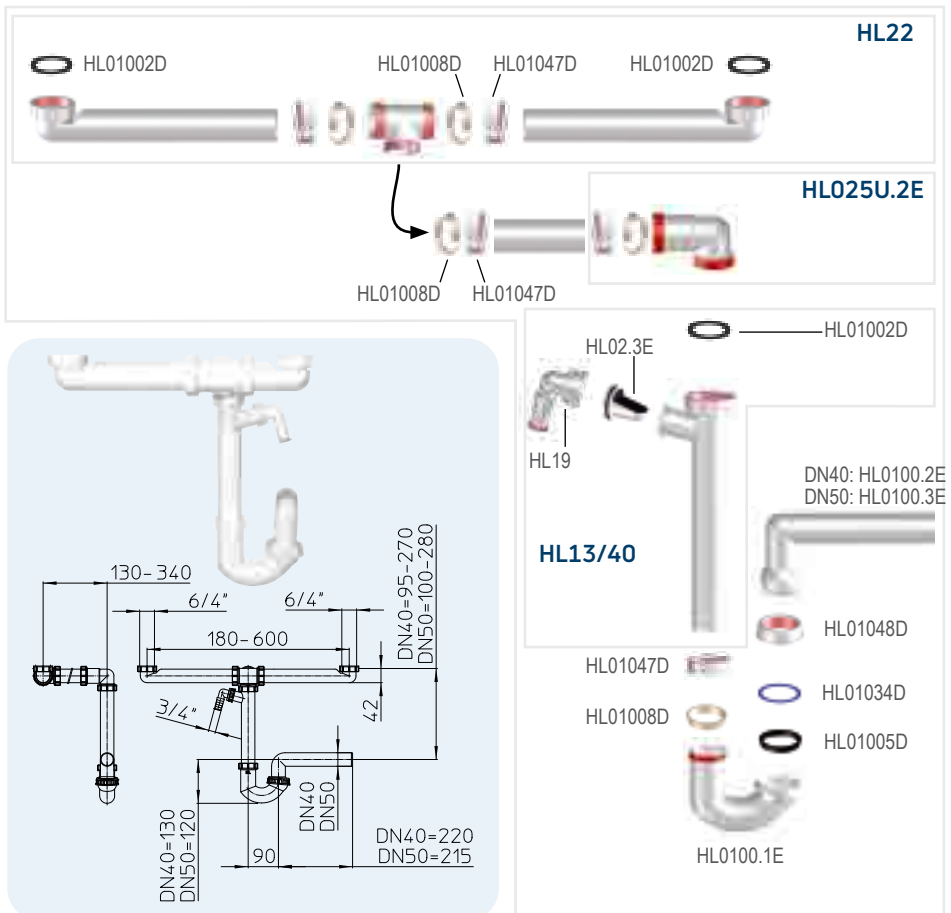 HL22
HL01002D
HL01008D
HL01047D
HL01002D
HL025U.2E
HL01008D
HL01047D
HL01002D
HL02.3E
HL19
DN40: HL0100.2E
DN50: HL0100.3E
HL13/40
HL01048D
HL01047D
HL01034D
HL01008D
HL01005D
HL0100.1E
130-340
6/4"
6/4"
180-600
DN40=95-270
DN50=100-280
3/4"
42
DN40=130
DN50=120
DN40
DN50
90
DN40=220
DN50=215